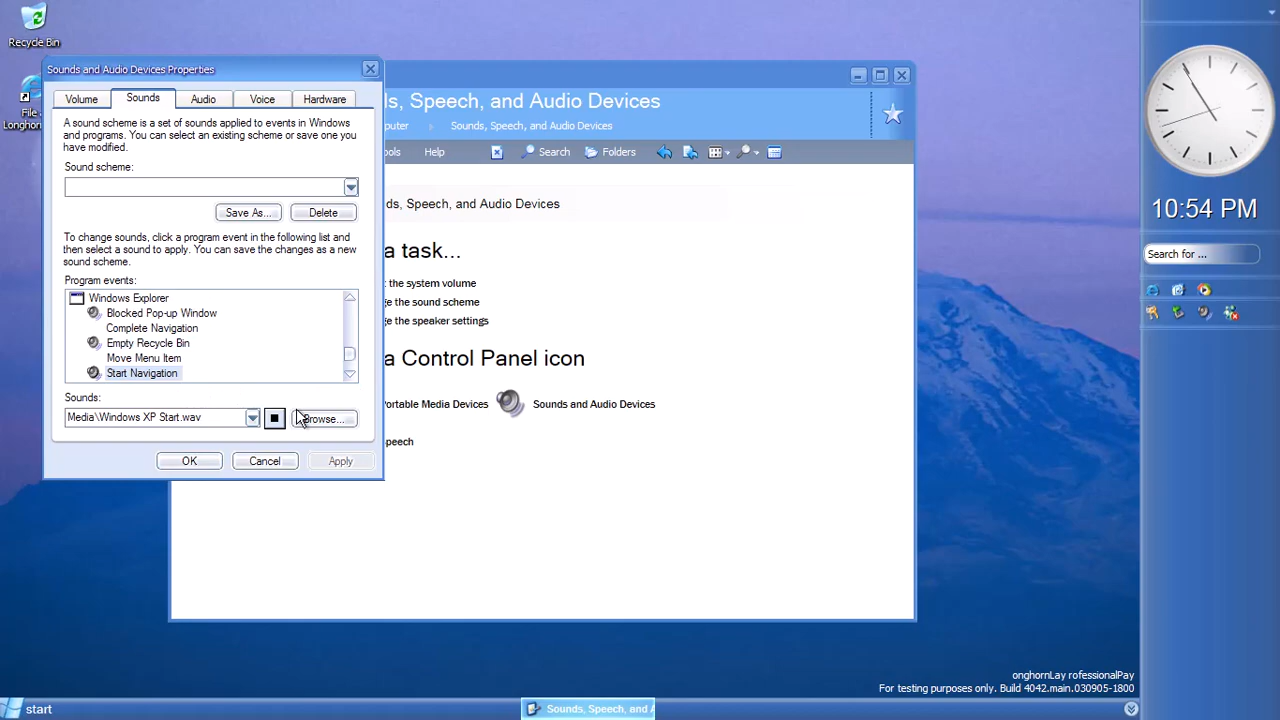 Recycle Bin
File
Longhorn
Sounds and Audio Devices Properties
Volume
Sounds
Audio
Voice
Hardware
A sound scheme is a set of sounds applied to events in Windows
and programs. You can select an existing scheme or save one you
have modified.
Sound scheme:
Save As...
Delete
To change sounds, click a program event in the following list and
then select a sound to apply. You can save the changes as a new
sound scheme.
Program events:
Windows Explorer
Blocked Pop-up Window
Complete Navigation
Empty Recycle Bin
Move Menu Item
Start Navigation
Sounds:
Media\Windows XP Start.wav
Browse...
OK
Cancel
Apply
ds, Speech, and Audio Devices
puter
Sounds, Speech, and Audio Devices
ols
Help
Search
Folders
ds, Speech, and Audio Devices
a task...
t the system volume
ge the sound scheme
ge the speaker settings
a Control Panel icon
ortable Media Devices
Sounds and Audio Devices
peech
10:54 PM
Search for ...
onghornLay rofessionalPay
For testing purposes only. Build 4042.main.030905-1800
start
Sounds, Speech, and A